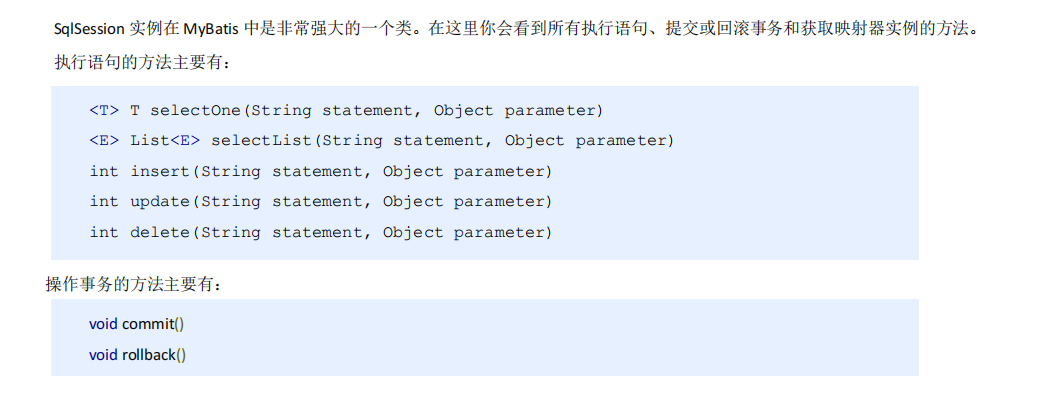 SqlSession 实例在 MyBatis 中是非常强大的一个类。在这里你会看到所有执行语句、提交或回滚事务和获取映射器实例的方法。
执行语句的方法主要有：
<T> T selectOne(String statement, Object parameter)
<E> List<E> selectList(String statement, Object parameter)
int insert(String statement, Object parameter)
int update(String statement, Object parameter)
int delete(String statement, Object parameter)
操作事务的方法主要有：
void commit()
void rollback()